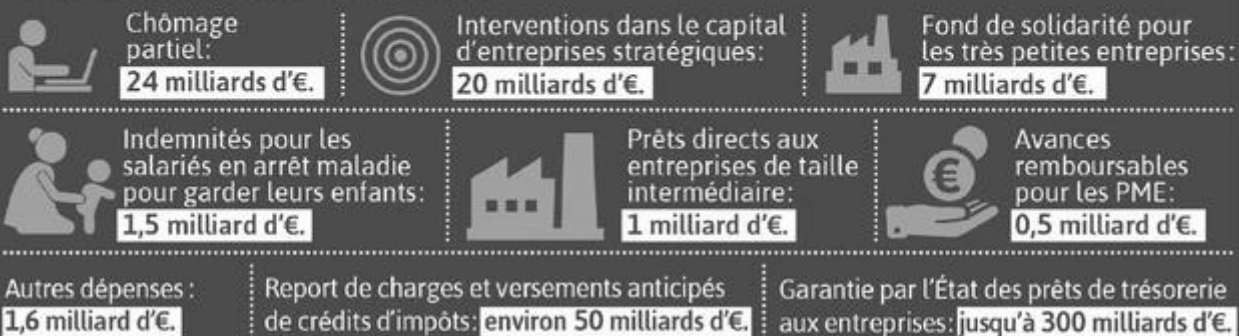 Chômage
partiel:
24 milliards d'€.
Interventions dans le capital
d'entreprises stratégiques:
20 milliards d'€.
Fond de solidarité pour
les très petites entreprises:
7 milliards d'€.
Indemnités pour les
salariés en arrêt maladie
pour garder leurs enfants:
1,5 milliard d'€.
Prêts directs aux
entreprises de taille
intermédiaire:
1 milliard d'€.
€
Avances
remboursables
pour les PME:
0,5 milliard d'€.
Autres dépenses :
1,6 milliard d'€.
Report de charges et versements anticipés
de crédits d'impôts: environ 50 milliards d'€.
Garantie par l'État des prêts de trésorerie
aux entreprises: jusqu'à 300 milliards d'€.